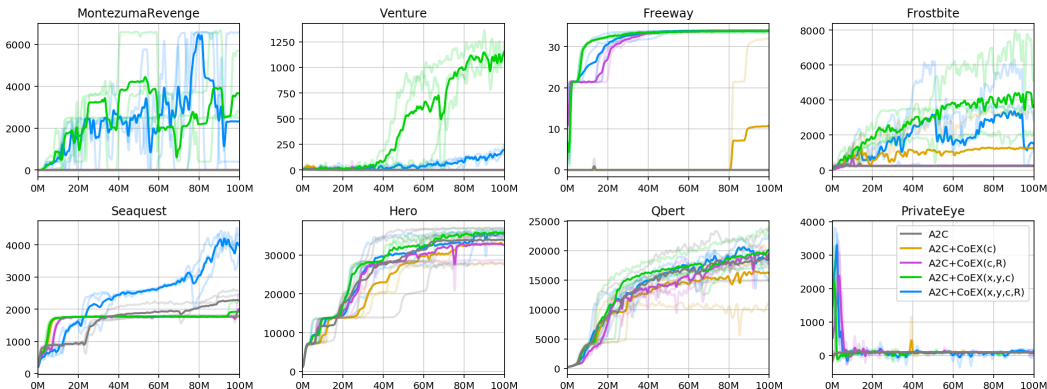 MontezumaRevenge
Venture
Freeway
Frostbite
6000
4000
2000
0
0M 20M 40M 60M 80M 100M
1250
1000
750
500
250
0
0M 20M 40M 60M 80M 100M
30
20
10
0
0M 20M 40M 60M 80M 100M
8000
6000
4000
2000
0
0M 20M 40M 60M 80M 100M
Seaquest
Hero
Qbert
PrivateEye
4000
3000
2000
1000
0
0M 20M 40M 60M 80M 100M
30000
20000
10000
0
0M 20M 40M 60M 80M 100M
25000
20000
15000
10000
5000
0
0M 20M 40M 60M 80M 100M
4000
3000
2000
1000
0
A2C
A2C+CoEX(c)
A2C+CoEX(c,R)
A2C+CoEX(x,y,c)
A2C+CoEX(x,y,c,R)
0M 20M 40M 60M 80M 100M